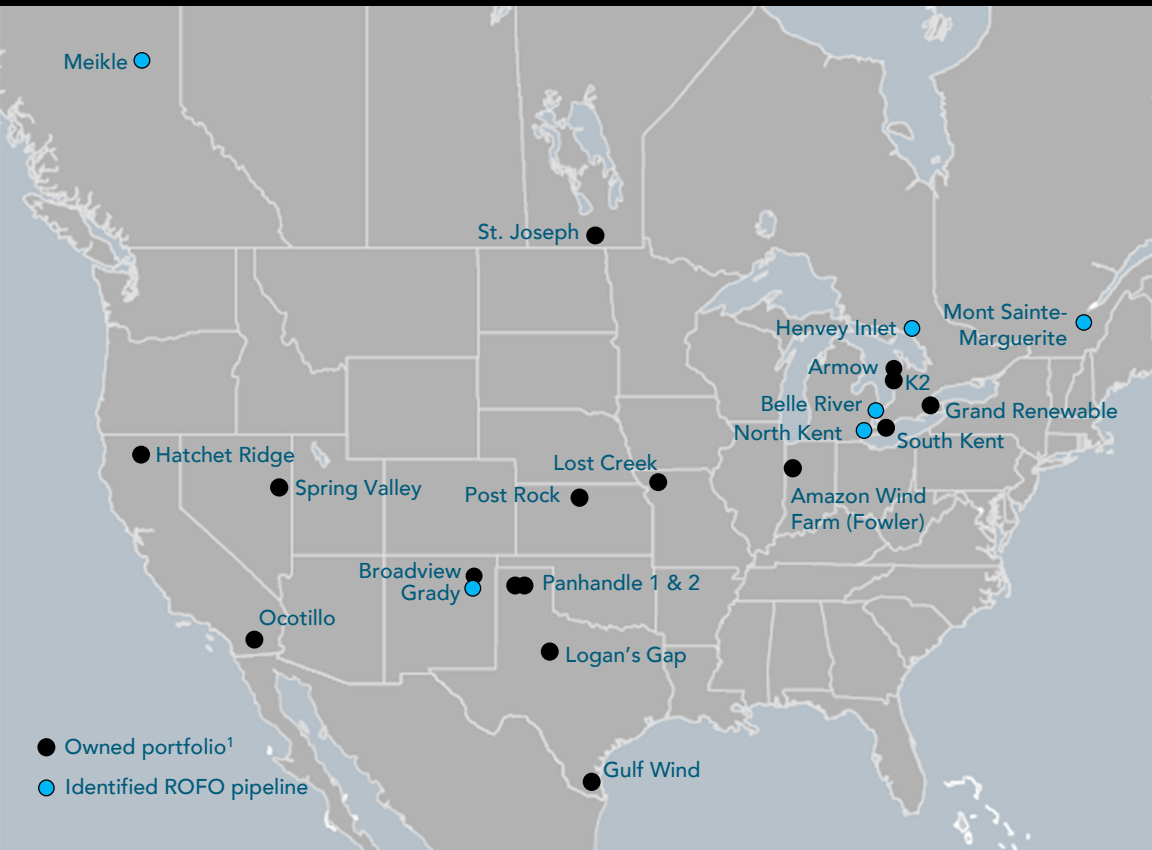 Meikle
St. Joseph
Mont Sainte-
Marguerite
Henvey Inlet
Armow
K2
Belle River
Grand Renewable
North Kent
South Kent
Hatchet Ridge
Lost Creek
Spring Valley
Post Rock
Amazon Wind
Farm (Fowler)
Broadview
Grady
Panhandle 1 & 2
Ocotillo
Logan’s Gap
Owned portfolio¹
Gulf Wind
Identified ROFO pipeline